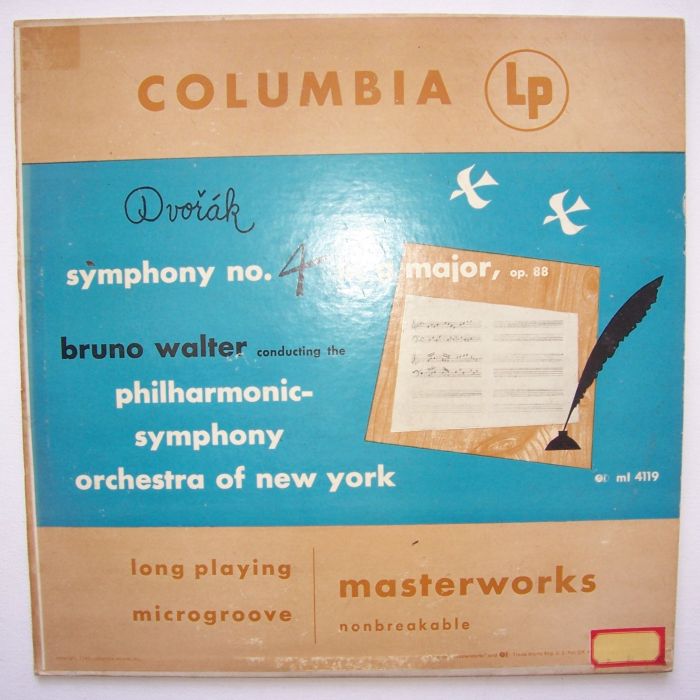 COLUMBIA Lp
Dvořák
symphony no. 4 in g major, op. 88
bruno walter conducting the
philharmonic-
symphony
orchestra of new york
ml 4119
long playing
microgroove
masterworks
nonbreakable